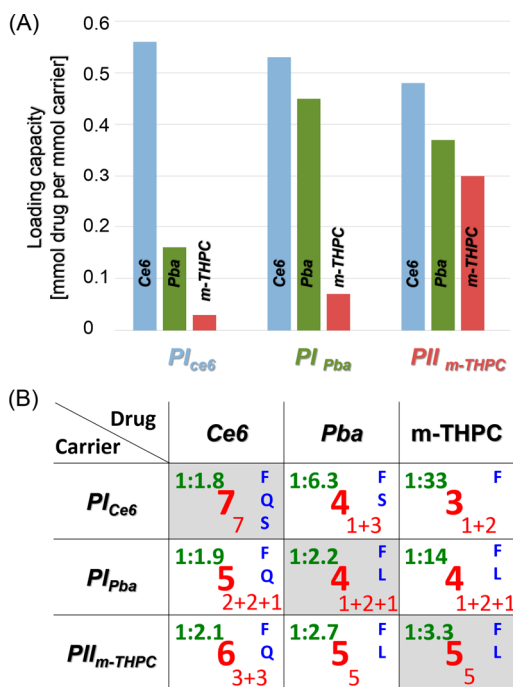 (A)
Loading capacity
[mmol drug per mmol carrier]
0.6
0.5
0.4
0.3
0.2
0.1
0
Ce6
Pba
m-THPC
Ce6
Pba
m-THPC
Ce6
Pba
m-THPC
PIce6
PI Pba
PII m-THPC
(B)
Drug
Carrier
Ce6
Pba
m-THPC
PICe6
1:1.8
7
7
F
Q
S
1:6.3
4
1+3
F
S
1:33
3
1+2
F
PIPba
1:1.9
5
2+2+1
F
Q
1:2.2
4
1+2+1
F
L
1:14
4
1+2+1
F
L
PIIm-THPC
1:2.1
6
3+3
F
Q
1:2.7
5
5
F
L
1:3.3
5
5
F
L